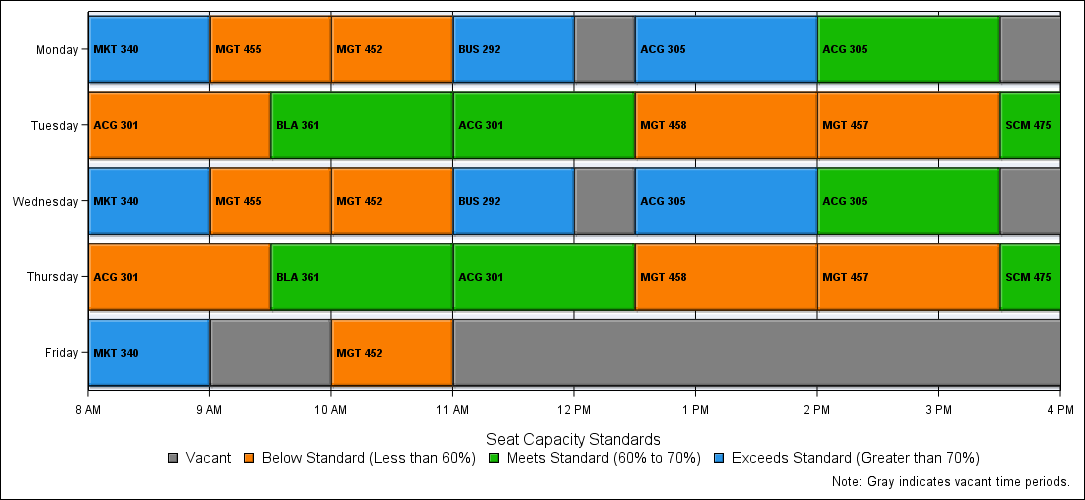 Monday MKT 340 MGT 455 MGT 452 BUS 292 ACG 305 ACG 305
Tuesday ACG 301 BLA 361 ACG 301 MGT 458 MGT 457 SCM 475
Wednesday MKT 340 MGT 455 MGT 452 BUS 292 ACG 305 ACG 305
Thursday ACG 301 BLA 361 ACG 301 MGT 458 MGT 457 SCM 475
Friday MKT 340 MGT 452
8 AM 9 AM 10 AM 11 AM 12 PM 1 PM 2 PM 3 PM 4 PM
Seat Capacity Standards
Vacant Below Standard (Less than 60%) Meets Standard (60% to 70%) Exceeds Standard (Greater than 70%)
Note: Gray indicates vacant time periods.